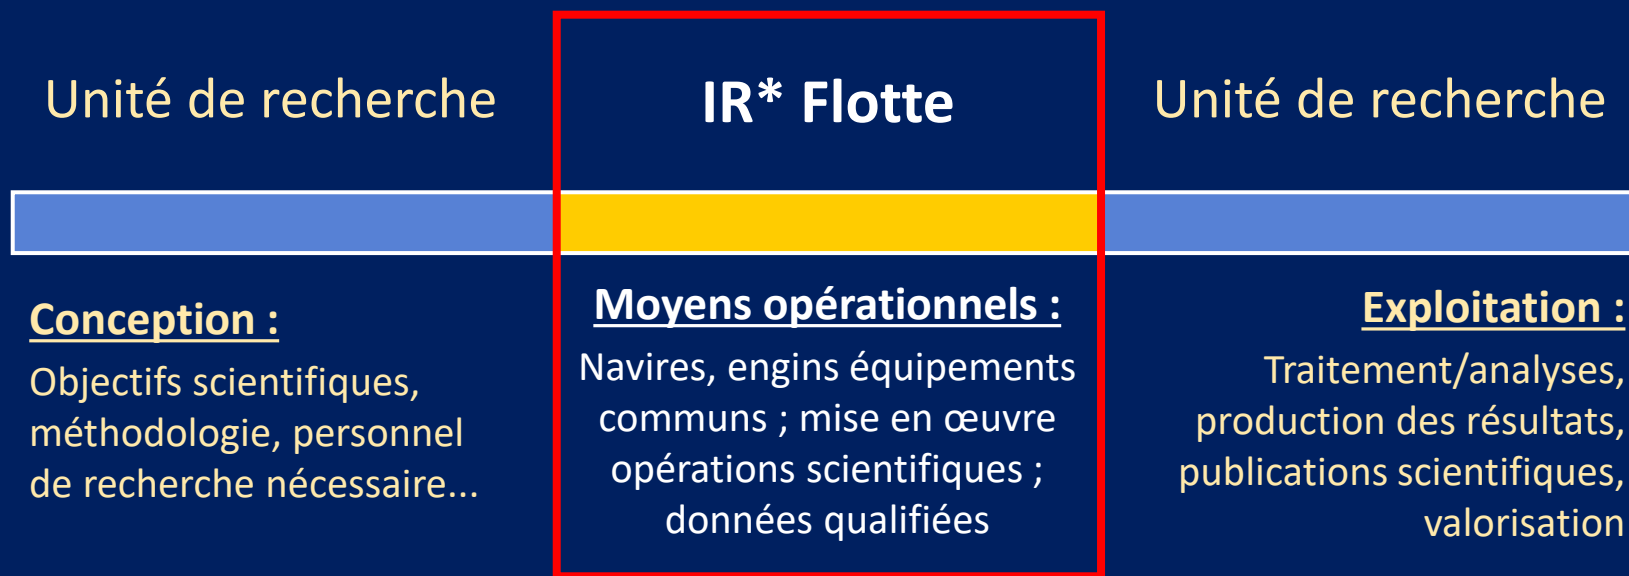 Unité de recherche
IR* Flotte
Unité de recherche
Conception :
Objectifs scientifiques,
méthodologie, personnel
de recherche nécessaire...
Moyens opérationnels :
Navires, engins équipements
communs ; mise en œuvre
opérations scientifiques ;
données qualifiées
Exploitation :
Traitement/analyses,
production des résultats,
publications scientifiques,
valorisation